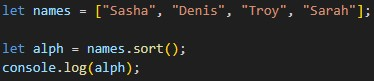 let names = ["Sasha", "Denis", "Troy", "Sarah"];
let alph = names.sort();
console.log(alph);